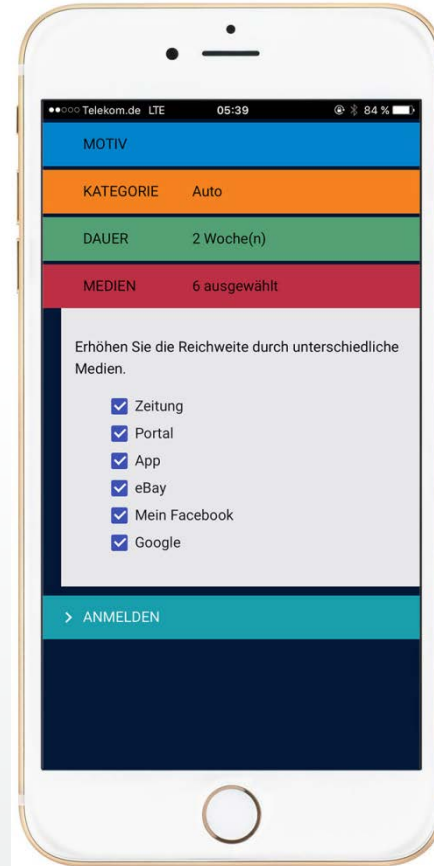 Telekom.de LTE 05:39 84 %
MOTIV
KATEGORIE Auto
DAUER 2 Woche(n)
MEDIEN 6 ausgewählt
Erhöhen Sie die Reichweite durch unterschiedliche
Medien.
Zeitung
Portal
App
eBay
Mein Facebook
Google
ANMELDEN